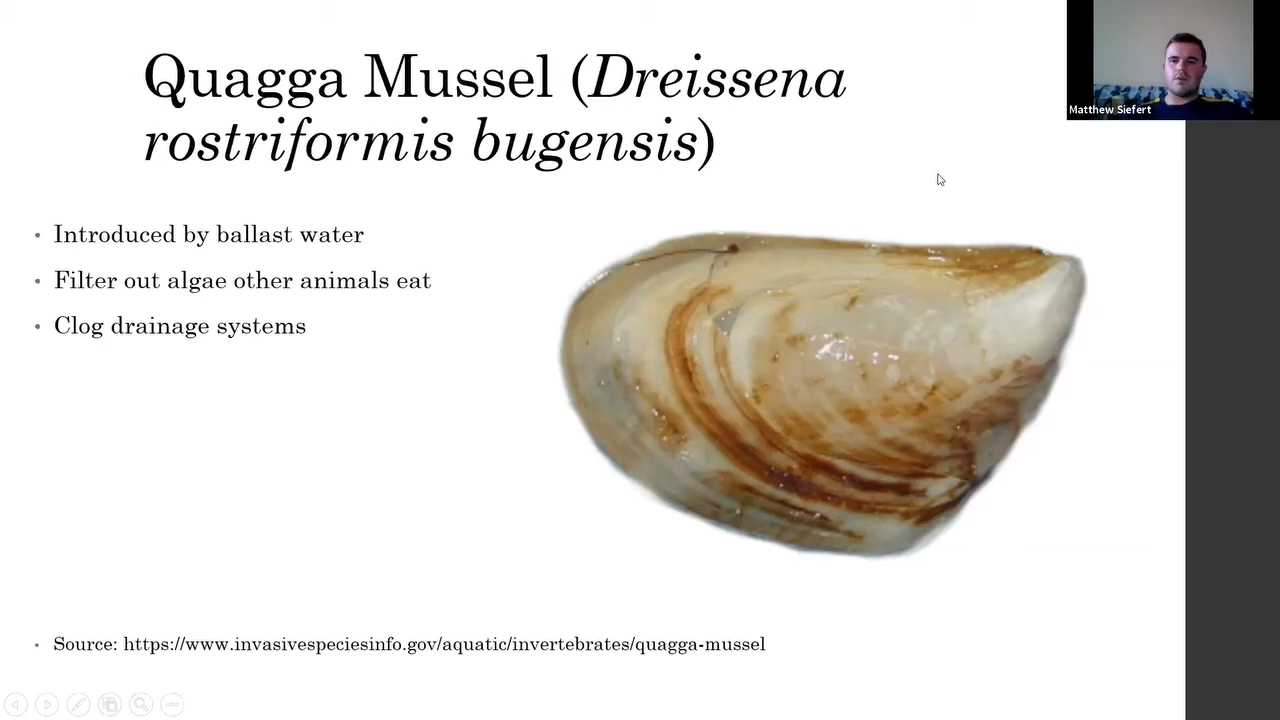 Quagga Mussel (Dreissena
rostriformis bugensis)
Matthew Siefert
• Introduced by ballast water
• Filter out algae other animals eat
• Clog drainage systems
• Source: https://www.invasivespeciesinfo.gov/aquatic/invertebrates/quagga-mussel